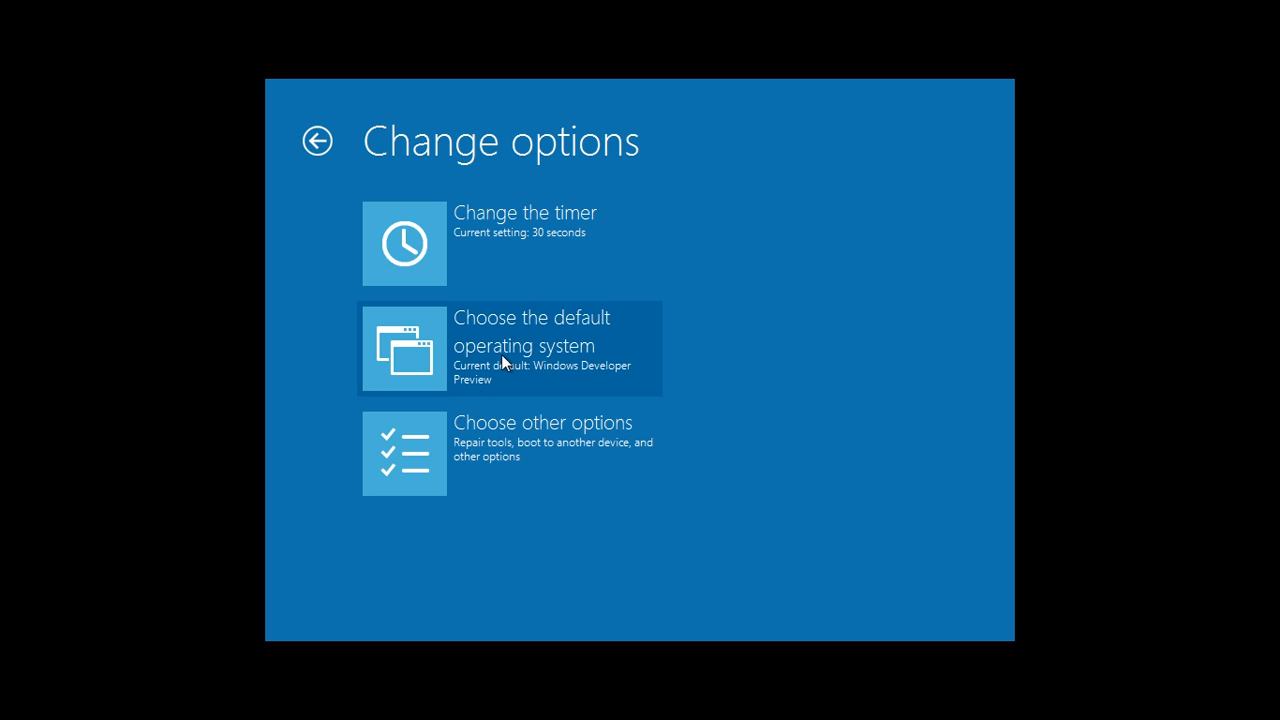 Change options
Change the timer
Current setting: 30 seconds
Choose the default
operating system
Current default: Windows Developer
Preview
Choose other options
Repair tools, boot to another device, and
other options